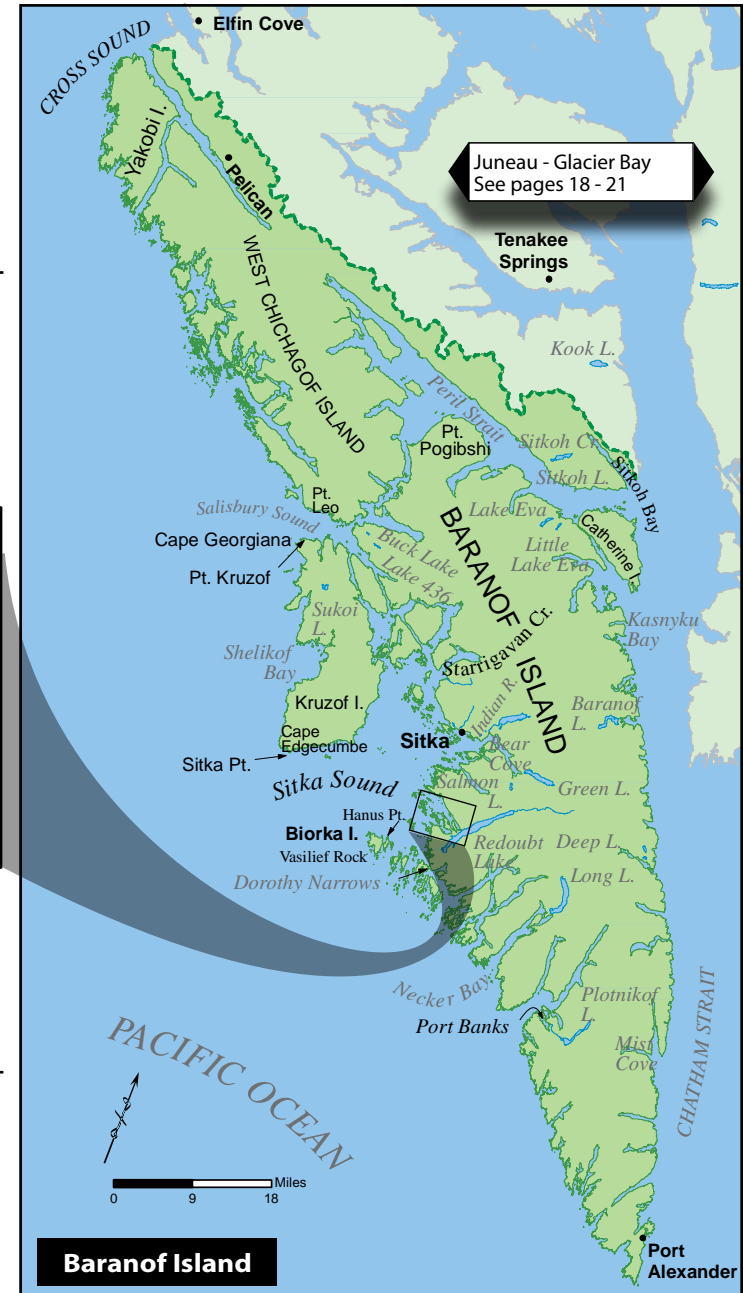 Elfin Cove
CROSS SOUND
Yakobi I.
Pelican
Juneau - Glacier Bay
See pages 18 - 21
Tenakee
Springs
WEST CHICHAGOF ISLAND
Kook L.
Peril Strait
Pt.
Pogibshi
Sitkoh Cr.
Sitkoh Bay
Sitkoh L.
Pt.
Leo
Salisbury Sound
Lake Eva
Catherine I.
Cape Georgiana
Buck Lake
Little
Lake Eva
Pt. Kruzof
Lake 436
BARANOF ISLAND
Sukoi
L.
Kasnyku
Bay
Shelikof
Bay
Starrigavan Cr.
Kruzof I.
Indian R.
Baranof
L.
Cape
Edgecumbe
Sitka
Bear
Cove
Sitka Pt.
Sitka Sound
Salmon
L.
Green L.
Hanus Pt.
Biorka I.
Vasilief Rock
Redoubt
Lake
Deep L.
Dorothy Narrows
Long L.
Necker Bay
Plotnikof
L.
Port Banks
Mist
Cove
CHATHAM STRAIT
PACIFIC OCEAN
Miles
0 9 18
Baranof Island
Port
Alexander